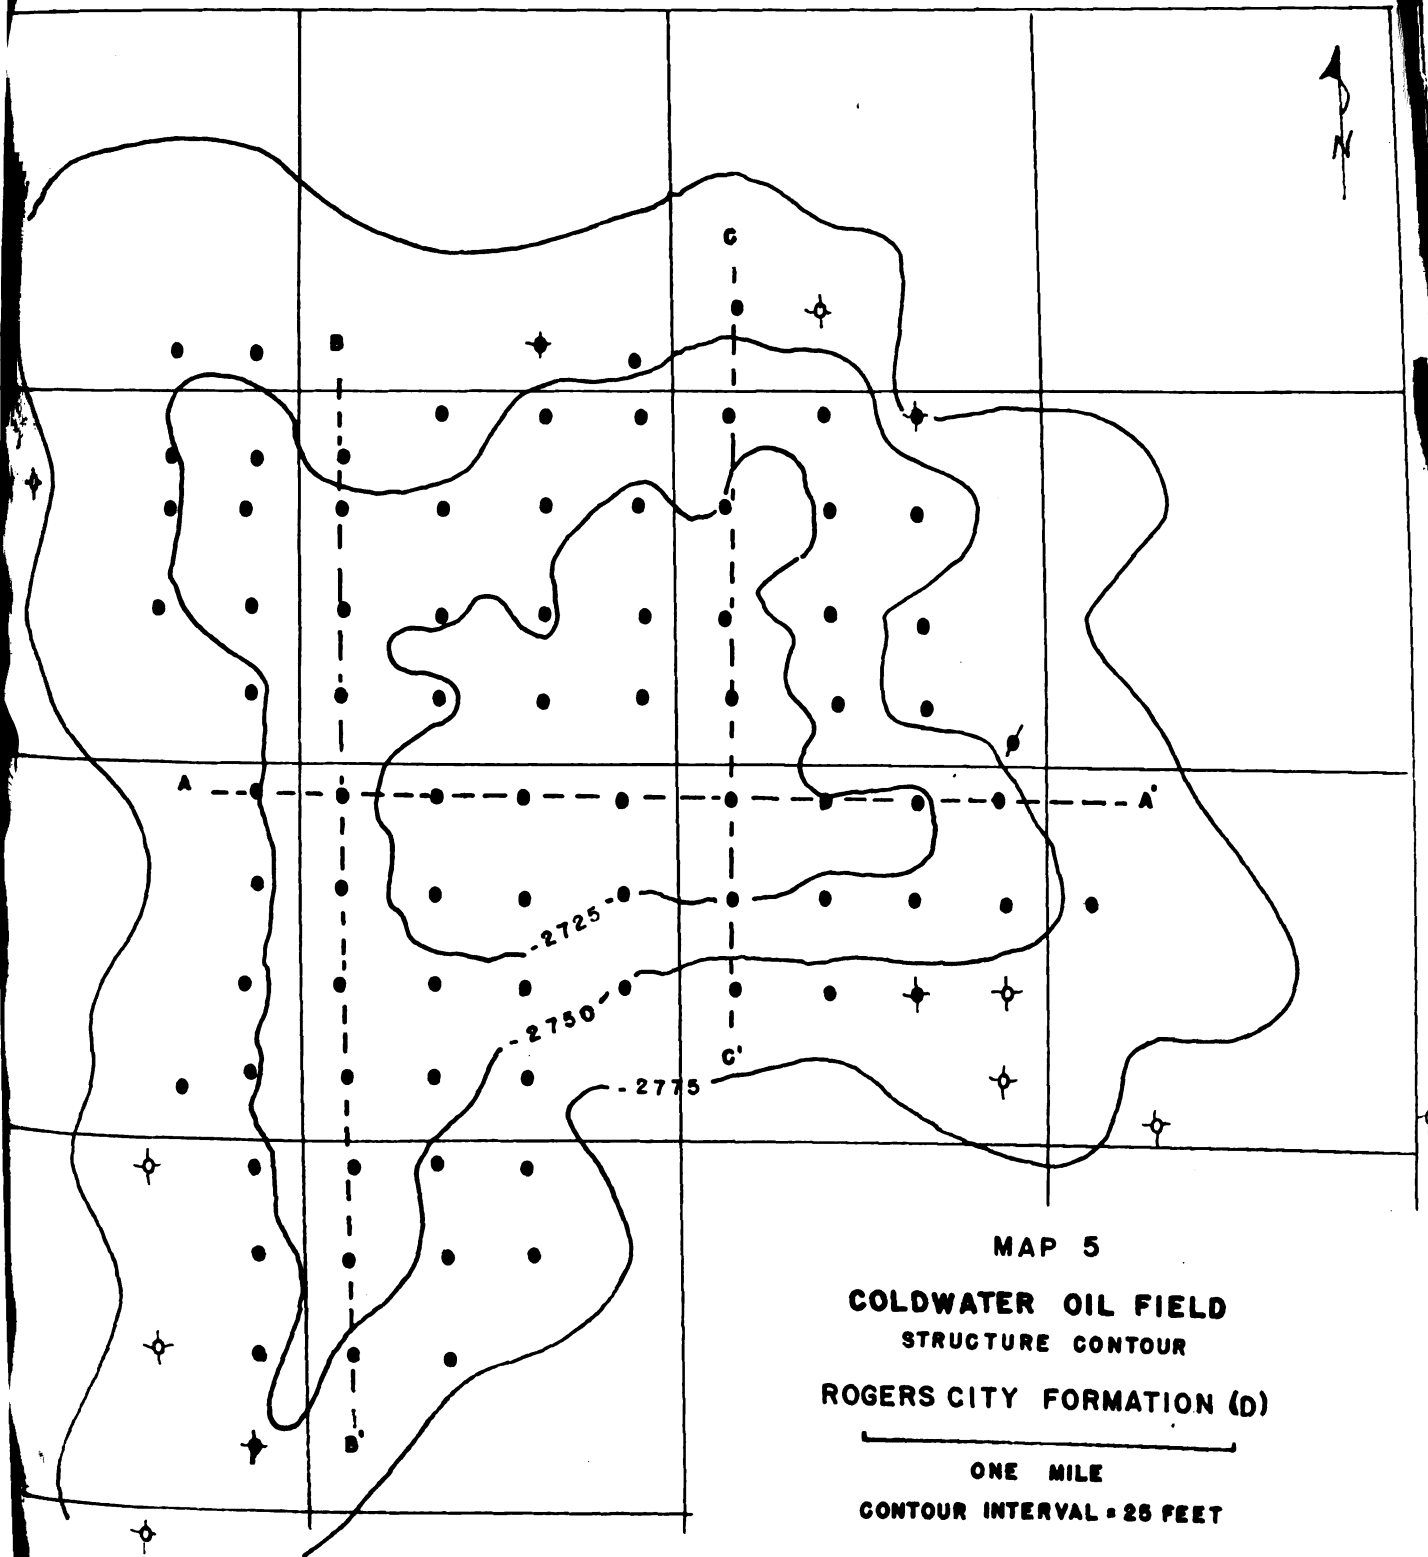 N
C
B
A
A'
-2725-
-2750-
C'
-2775
B'
MAP 5
COLDWATER OIL FIELD
STRUCTURE CONTOUR
ROGERS CITY FORMATION (D)
ONE MILE
CONTOUR INTERVAL = 25 FEET